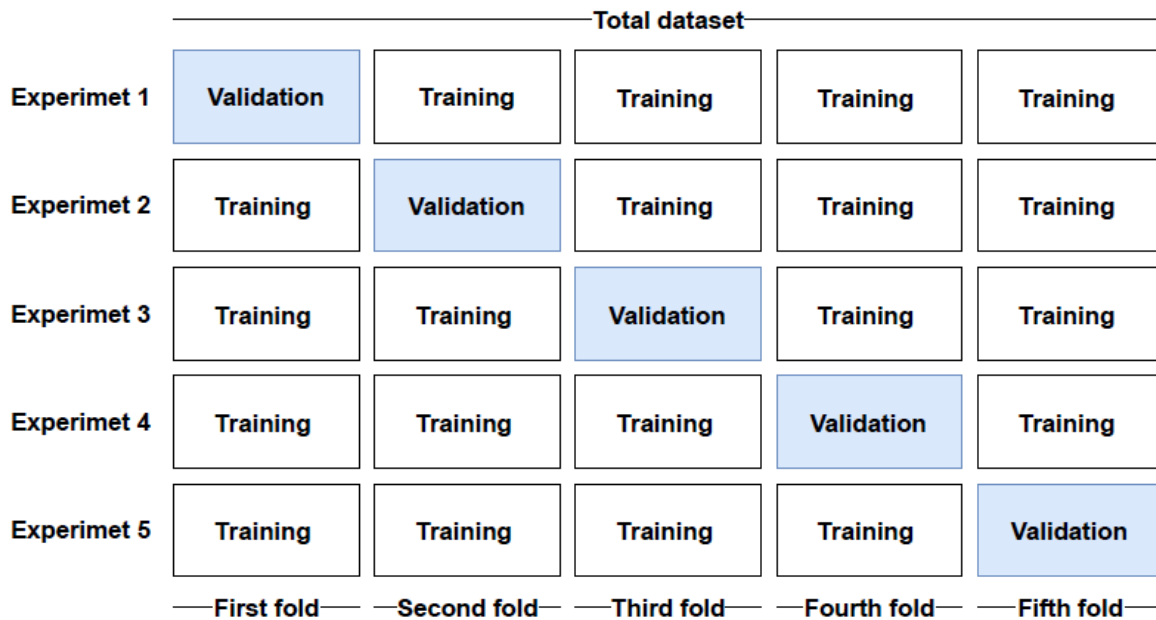 Total dataset
Experimet 1 Validation Training Training Training Training
Experimet 2 Training Validation Training Training Training
Experimet 3 Training Training Validation Training Training
Experimet 4 Training Training Training Validation Training
Experimet 5 Training Training Training Training Validation
First fold Second fold Third fold Fourth fold Fifth fold